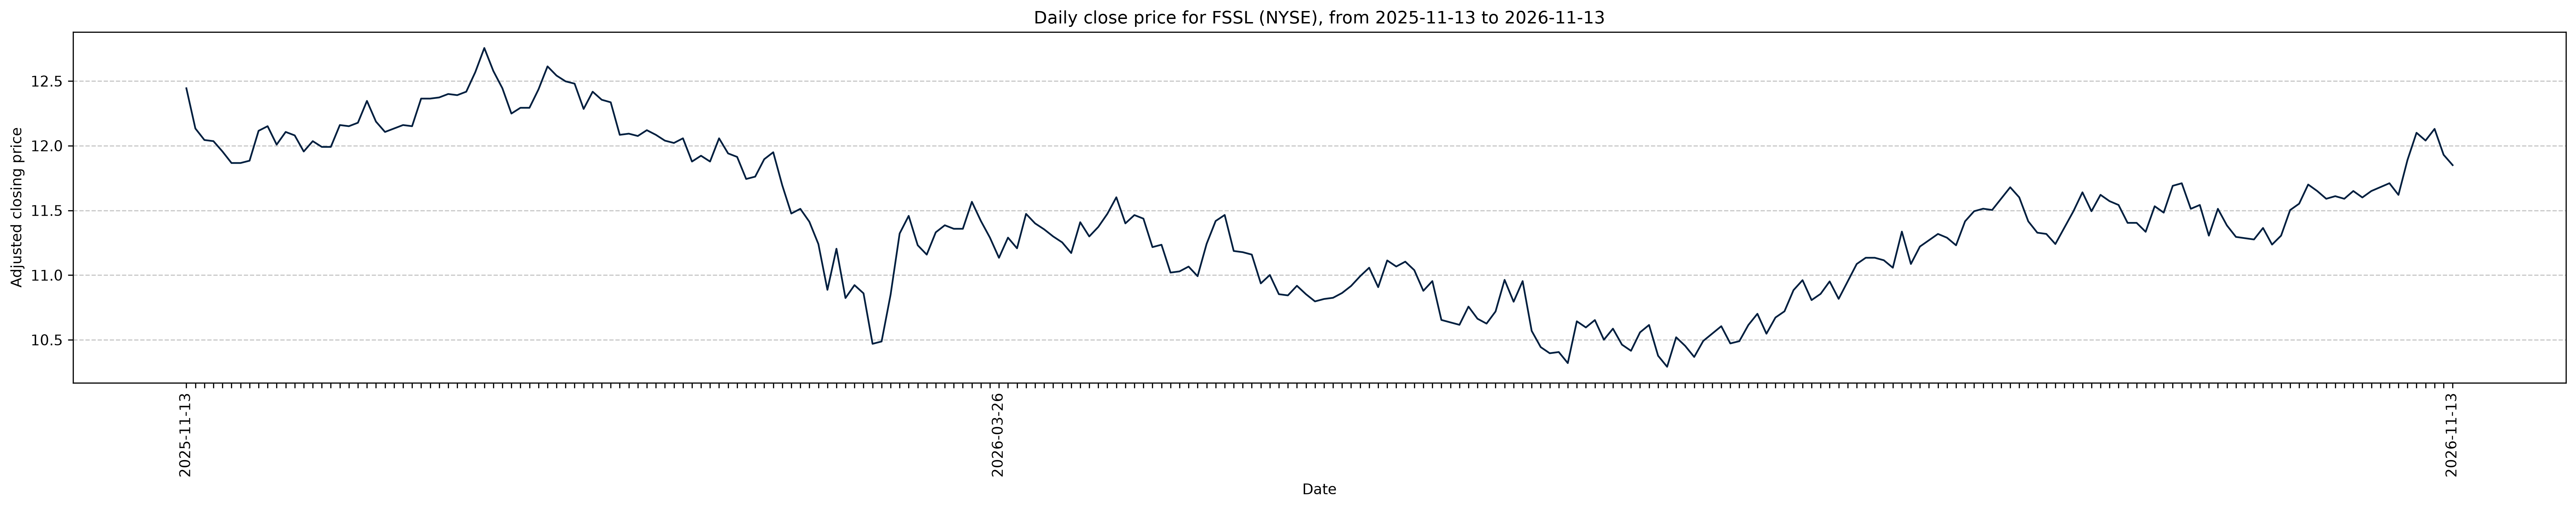 Daily close price for FSSL (NYSE), from 2025-11-13 to 2026-11-13
Adjusted closing price
12.5
12.0
11.5
11.0
10.5
2025-11-13
2026-03-26
2026-11-13
Date